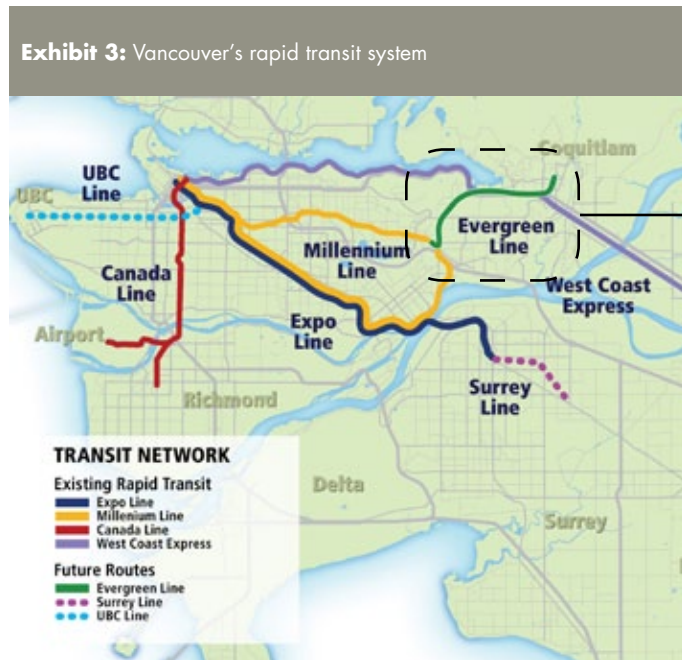 Exhibit 3: Vancouver's rapid transit system
Coquitlam
UBC
Line
UBC
Evergreen
Line
Millennium
Line
Canada
Line
West Coast
Express
Expo
Line
Airport
Surrey
Line
Richmond
TRANSIT NETWORK
Existing Rapid Transit
Expo Line
Millenium Line
Canada Line
West Coast Express
Future Routes
Evergreen Line
Surrey Line
UBC Line
Delta
Surrey